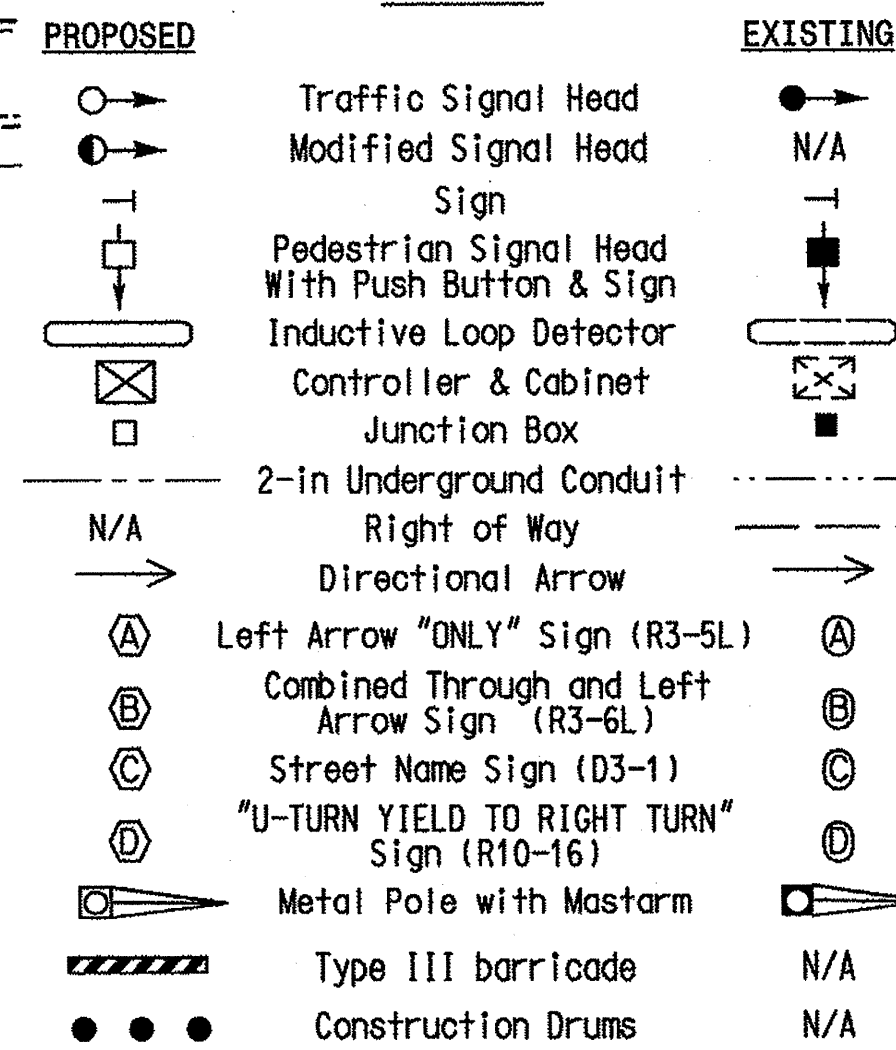 PROPOSED EXISTING
Traffic Signal Head
Modified Signal Head N/A
Sign
Pedestrian Signal Head
With Push Button & Sign
Inductive Loop Detector
Controller & Cabinet
Junction Box
2-in Underground Conduit
N/A Right of Way
Directional Arrow
A Left Arrow "ONLY" Sign (R3-5L) A
Combined Through and Left
B Arrow Sign (R3-6L) B
C Street Name Sign (D3-1) C
"U-TURN YIELD TO RIGHT TURN"
D Sign (R10-16) D
Metal Pole with Mastarm
Type III barricade N/A
Construction Drums N/A